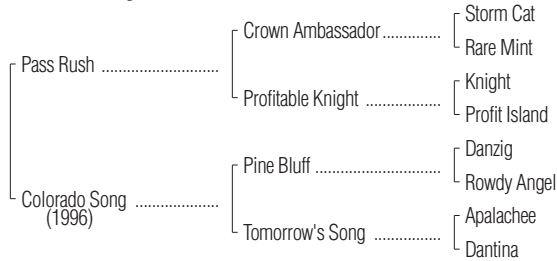 Storm Cat
Crown Ambassador..............
Rare Mint
Pass Rush ............................
Knight
Profitable Knight ..................
Profit Island
Danzig
Pine Bluff ..............................
Rowdy Angel
Colorado Song ....................
(1996)
Apalachee
Tomorrow's Song ................
Dantina